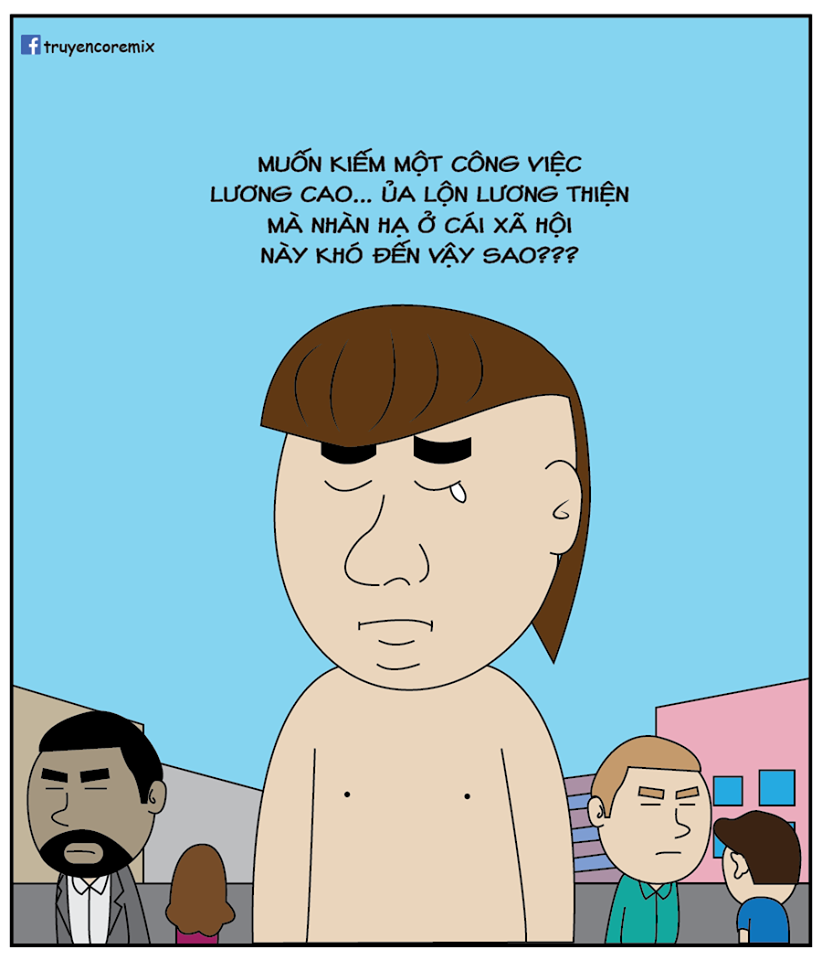 truyencoremix
MUỐN KIẾM MỘT CÔNG VIỆC
LƯƠNG CAO... ỦA LỘN LƯƠNG THIỆN
MÀ NHÀN HẠ Ở CÁI XÃ HỘI
NÀY KHÓ ĐẾN VẬY SAO???